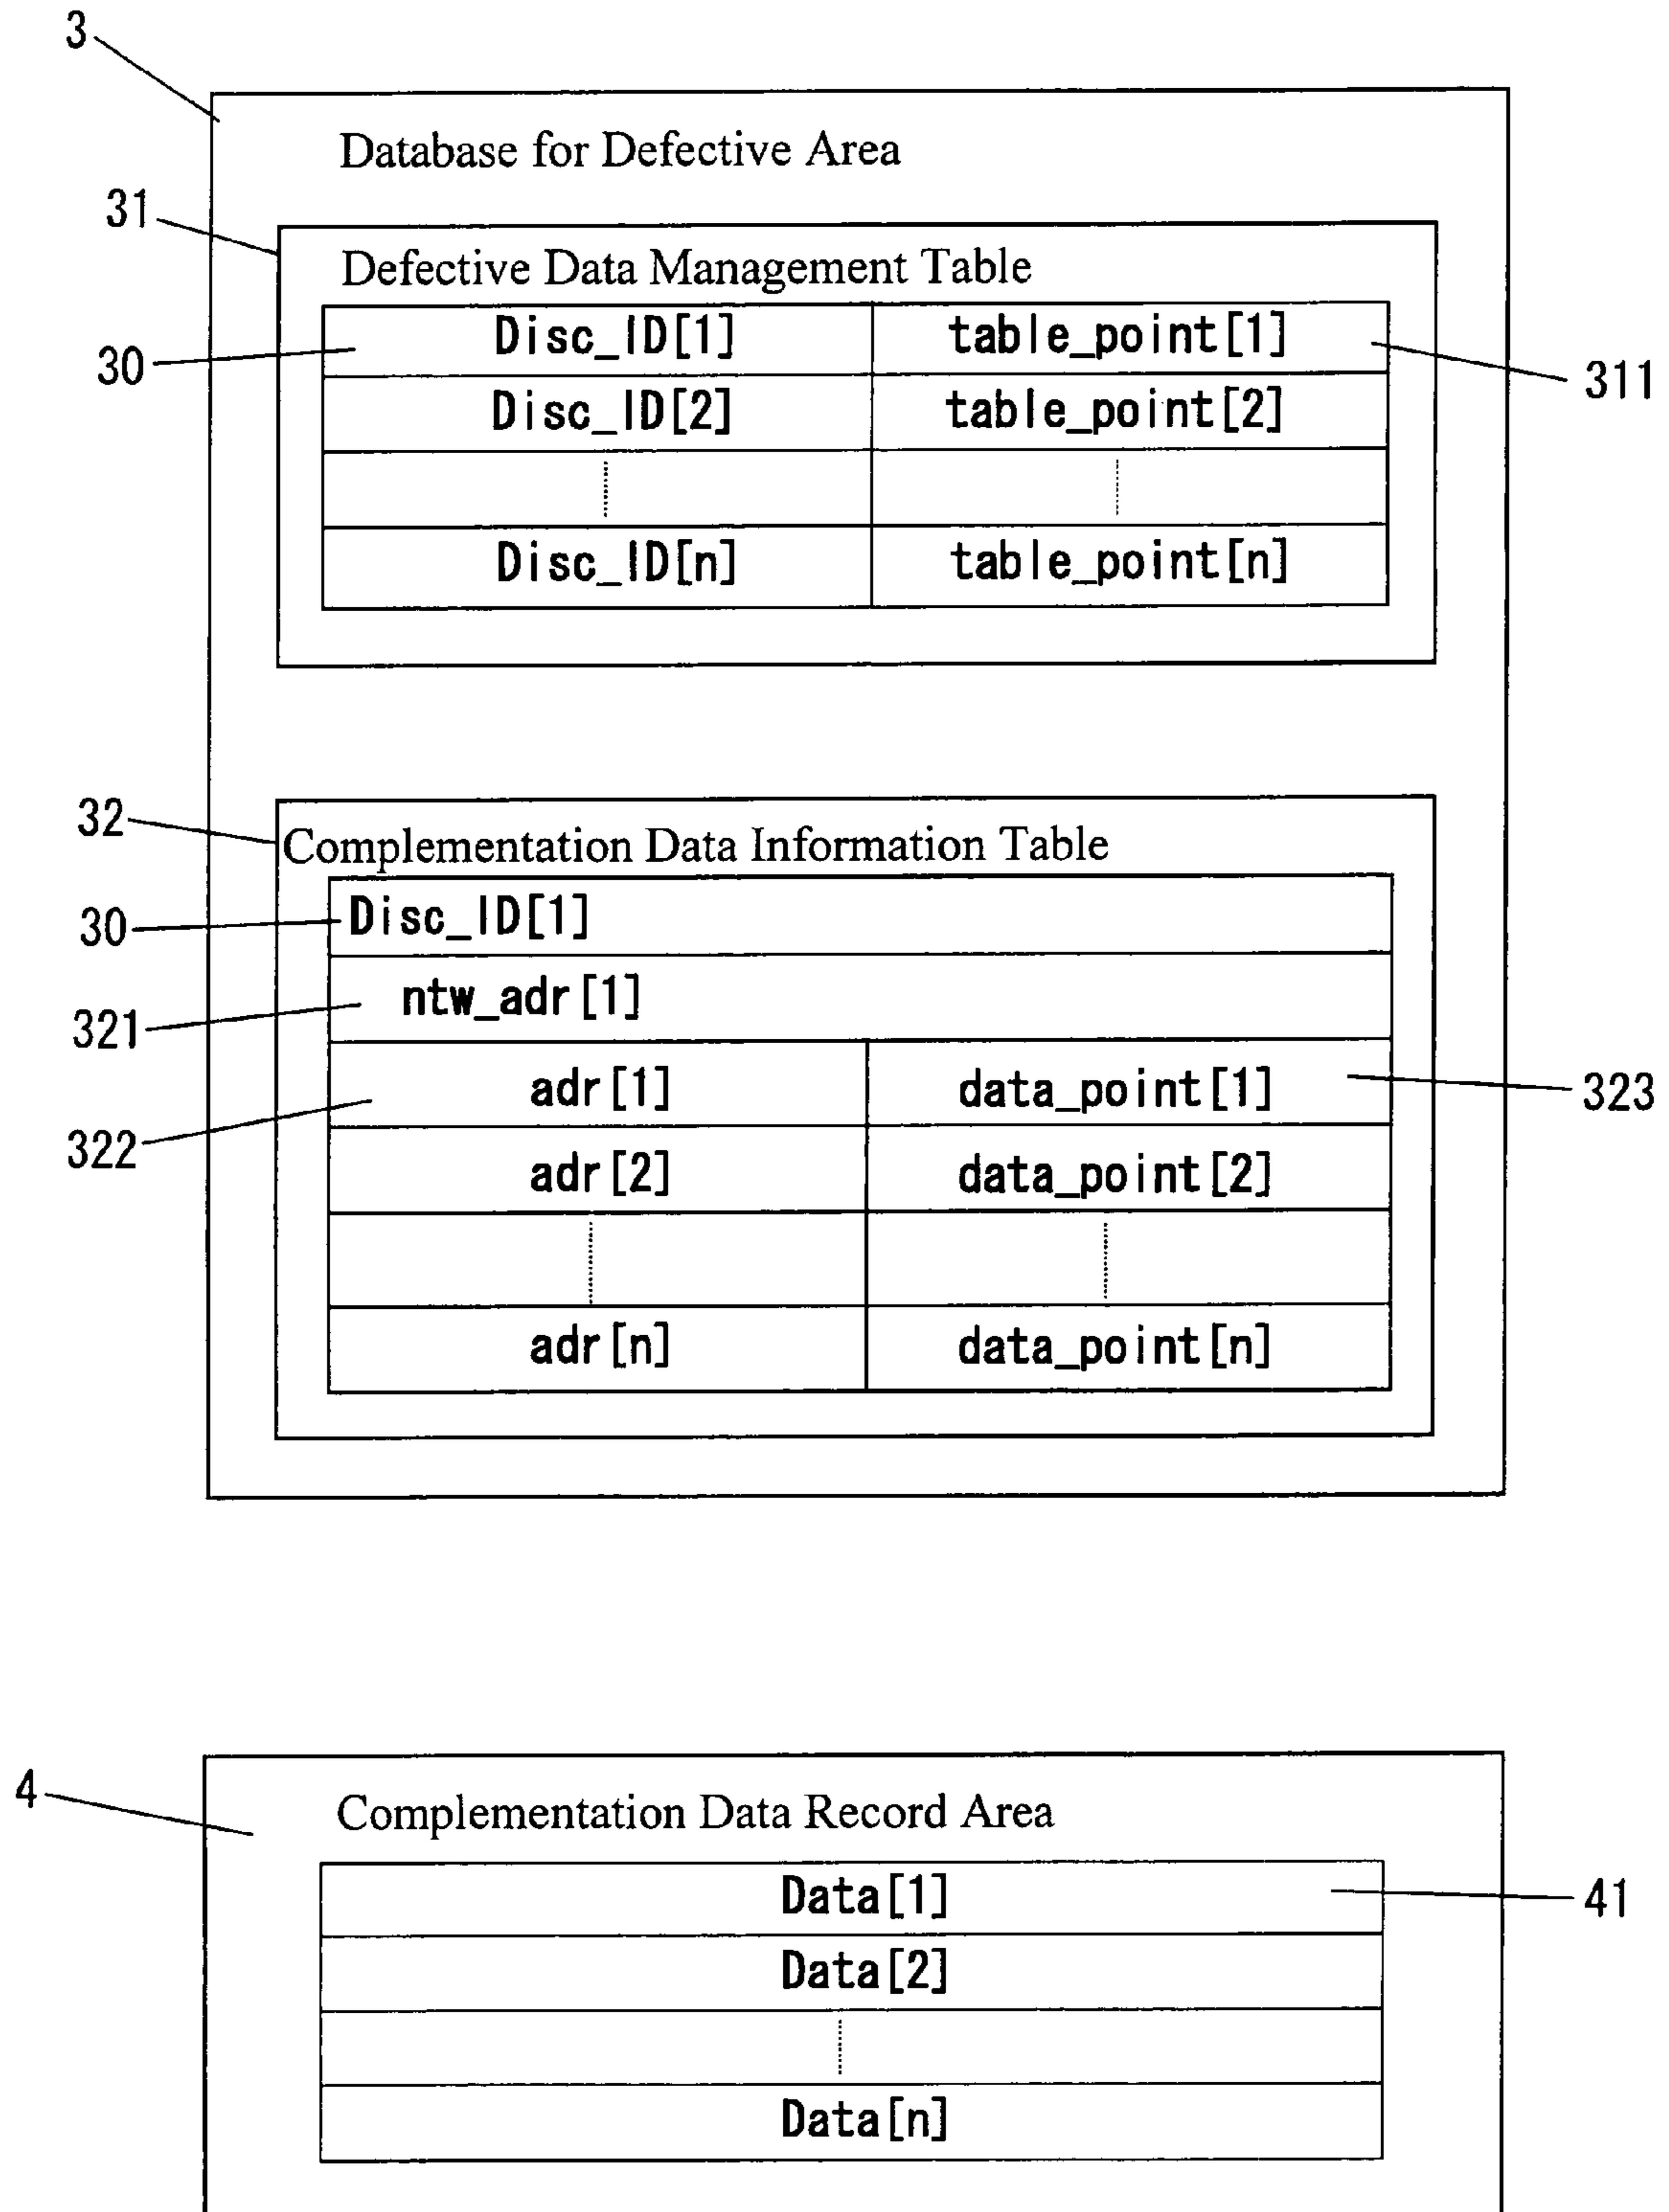 3
Database for Defective Area
31
Defective Data Management Table
30
Disc_ID[1] table_point[1]
311
Disc_ID[2] table_point[2]
Disc_ID[n] table_point[n]
32
Complementation Data Information Table
30
Disc_ID[1]
321
ntw_adr[1]
322
adr[1] data_point[1]
323
adr[2] data_point[2]
adr[n] data_point[n]
4
Complementation Data Record Area
Data[1]
41
Data[2]
Data[n]